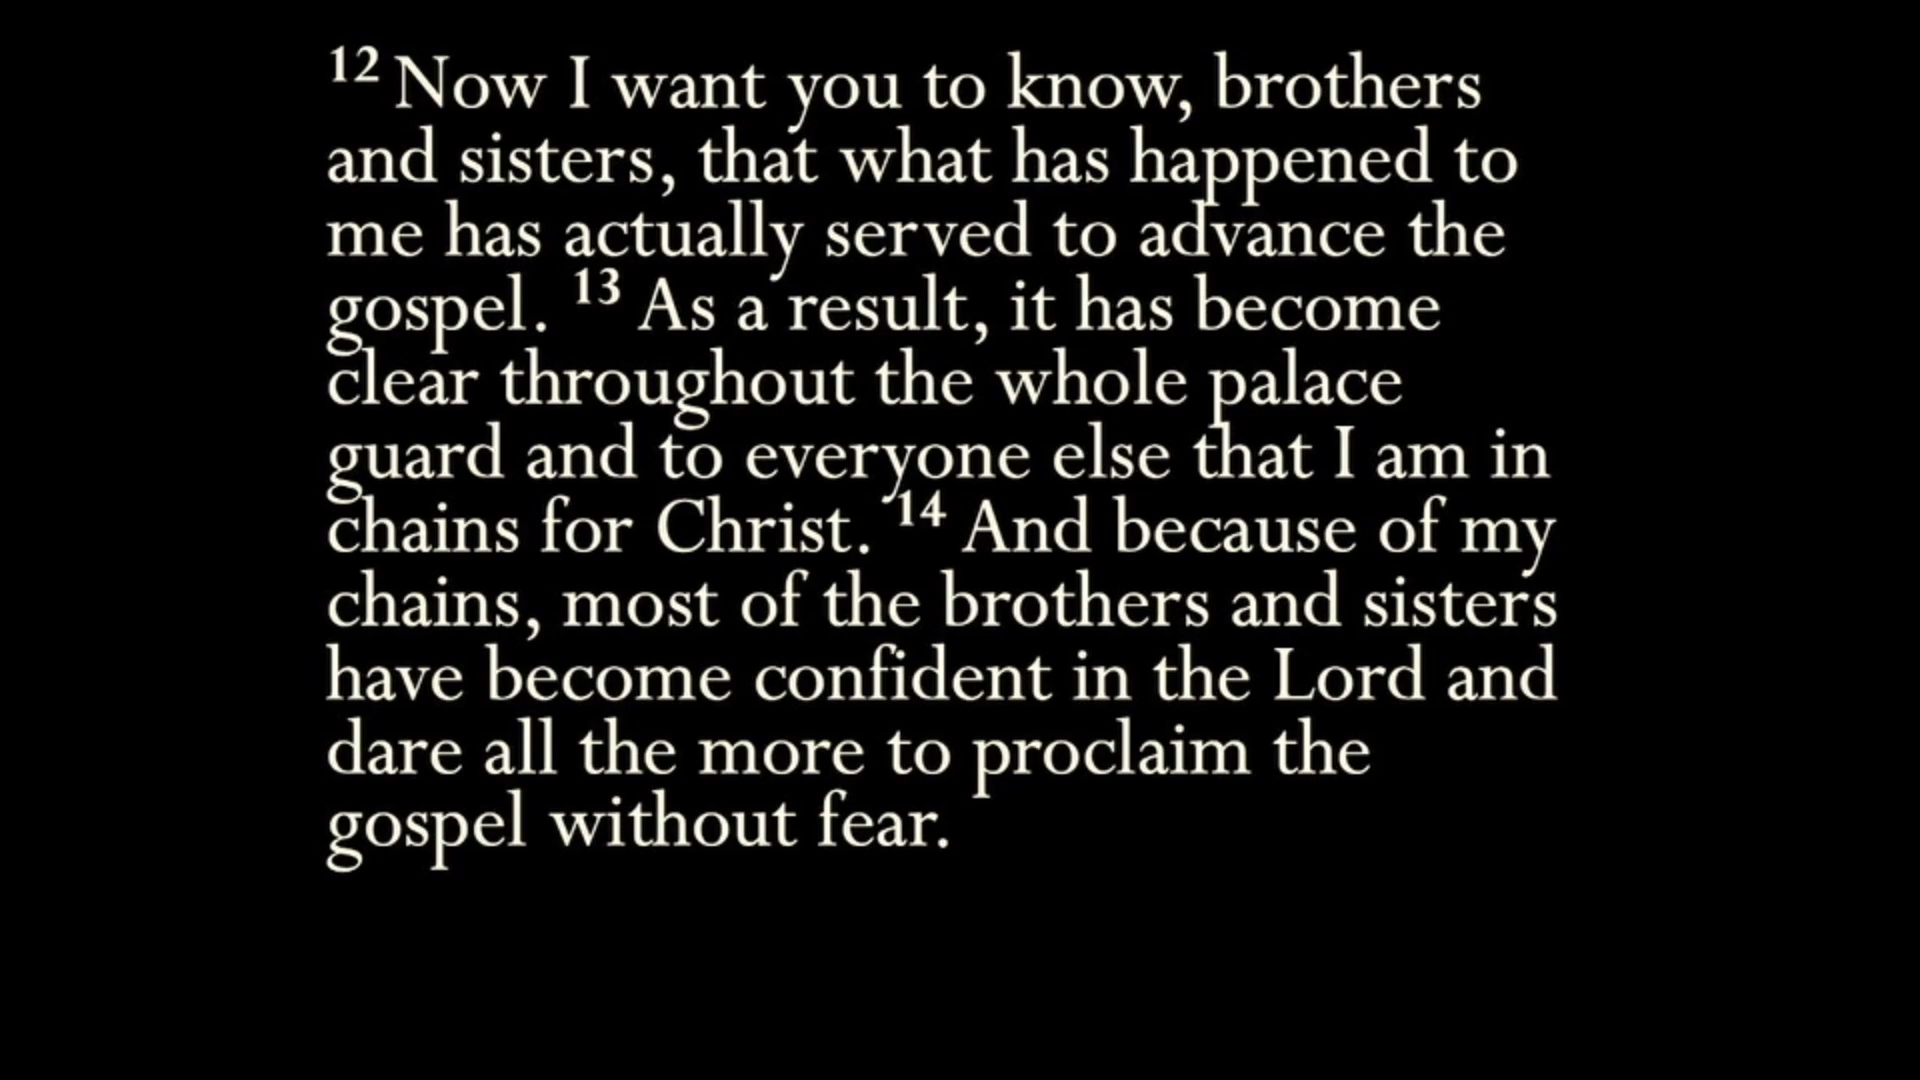 12 Now I want you to know, brothers
and sisters, that what has happened to
me has actually served to advance the
gospel. 13 As a result, it has become
clear throughout the whole palace
guard and to everyone else that I am in
chains for Christ. 14 And because of my
chains, most of the brothers and sisters
have become confident in the Lord and
dare all the more to proclaim the
gospel without fear.